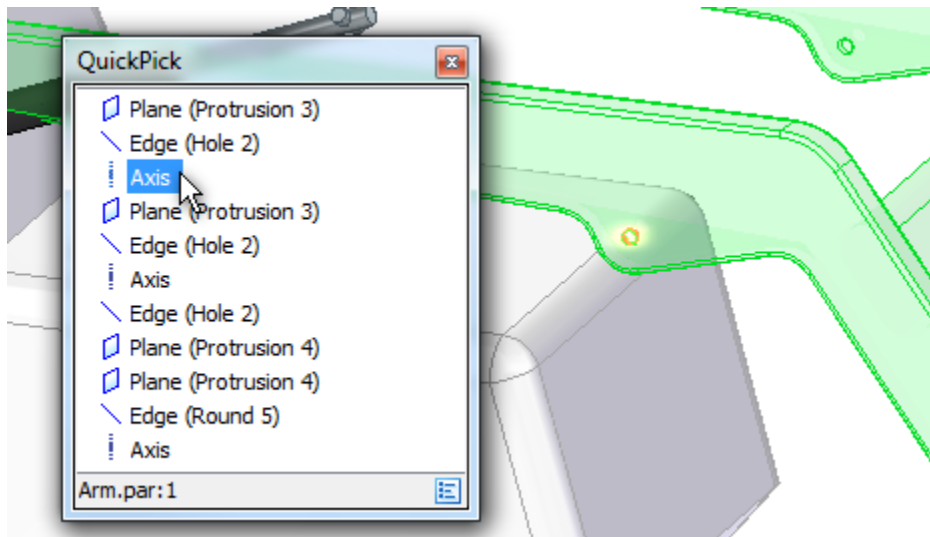 QuickPick
Plane (Protrusion 3)
Edge (Hole 2)
Axis
Plane (Protrusion 3)
Edge (Hole 2)
Axis
Edge (Hole 2)
Plane (Protrusion 4)
Plane (Protrusion 4)
Edge (Round 5)
Axis
Arm.par:1